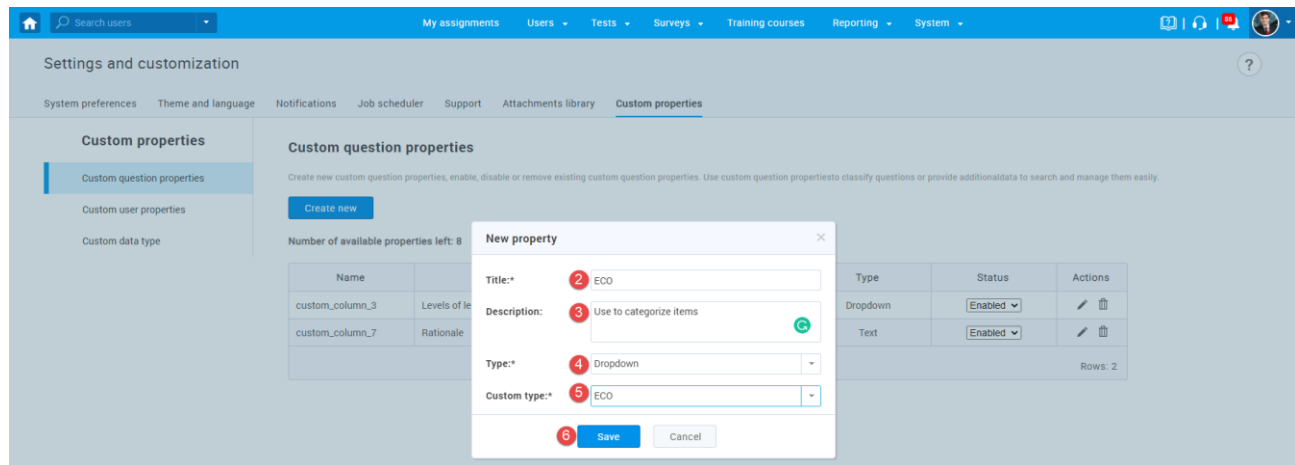 Search users
My assignments Users Tests Surveys Training courses Reporting System
Settings and customization
?
System preferences Theme and language Notifications Job scheduler Support Attachments library Custom properties
Custom properties
Custom question properties
Custom user properties
Custom data type
Custom question properties
Create new custom question properties, enable, disable or remove existing custom question properties. Use custom question propertiesto classify questions or provide additionaldata to search and manage them easily.
Create new
Number of available properties left: 8
Name Type Status Actions
custom_column_3 Levels of le Dropdown Enabled
custom_column_7 Rationale Text Enabled
Rows: 2
New property
Title:* 2 ECO
Description: 3 Use to categorize items
Type:* 4 Dropdown
Custom type:* 5 ECO
6 Save Cancel